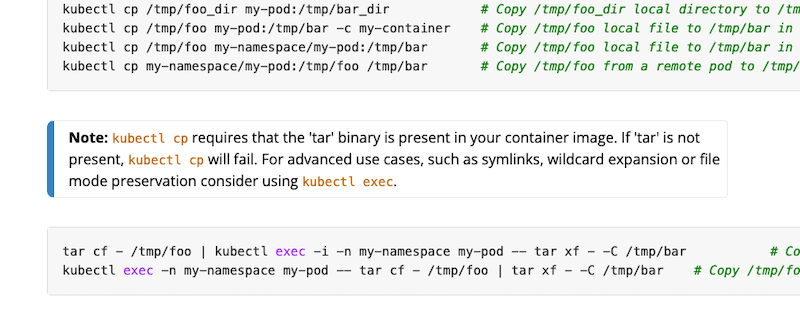 kubectl cp /tmp/foo_dir my-pod:/tmp/bar_dir # Copy /tmp/foo_dir local directory to
kubectl cp /tmp/foo my-pod:/tmp/bar -c my-container # Copy /tmp/foo local file to /tmp/bar in
kubectl cp /tmp/foo my-namespace/my-pod:/tmp/bar # Copy /tmp/foo local file to /tmp/bar in
kubectl cp my-namespace/my-pod:/tmp/foo /tmp/bar # Copy /tmp/foo from a remote pod to /tmp/
Note: kubectl cp requires that the 'tar' binary is present in your container image. If 'tar' is not
present, kubectl cp will fail. For advanced use cases, such as symlinks, wildcard expansion or file
mode preservation consider using kubectl exec.
tar cf - /tmp/foo | kubectl exec -i -n my-namespace my-pod -- tar xf - -C /tmp/bar #
kubectl exec -n my-namespace my-pod -- tar cf - /tmp/foo | tar xf - -C /tmp/bar # Copy